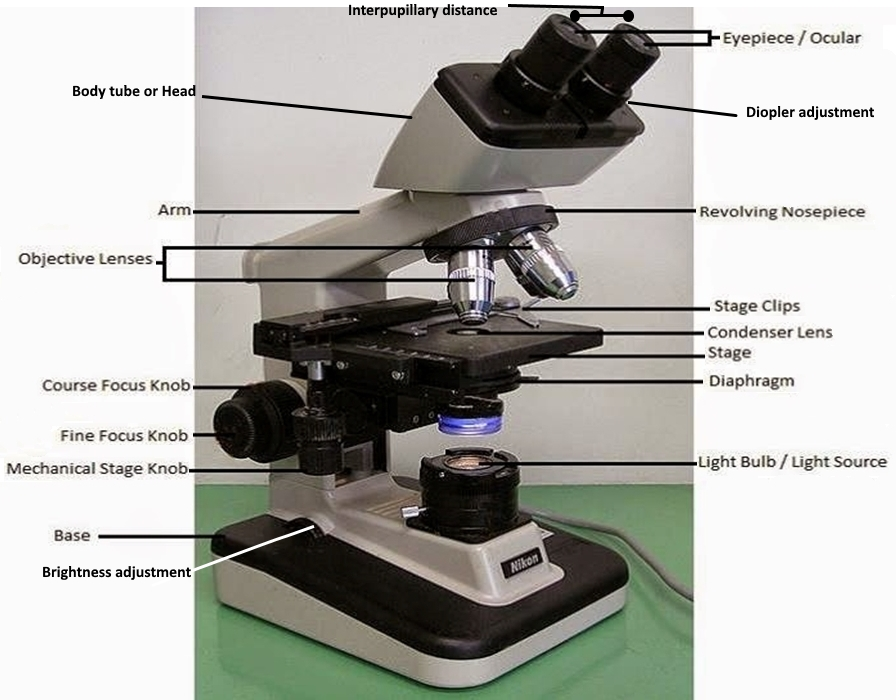 Interpupillary distance
Eyepiece / Ocular
Body tube or Head
Diopler adjustment
Arm
Revolving Nosepiece
Objective Lenses
Stage Clips
Condenser Lens
Stage
Diaphragm
Course Focus Knob
Fine Focus Knob
Mechanical Stage Knob
Light Bulb / Light Source
Base
Brightness adjustment
Nikon